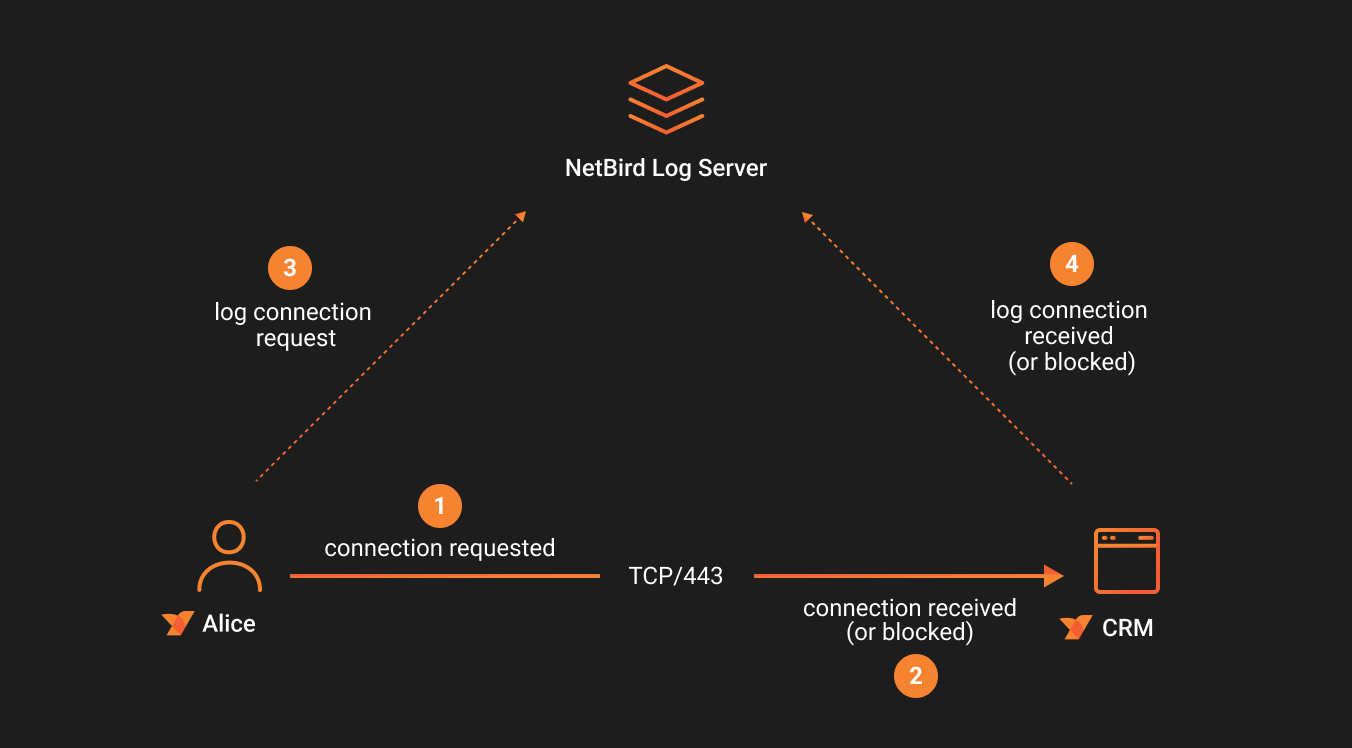 NetBird Log Server
3
log connection
request
4
log connection
received
(or blocked)
1
connection requested
TCP/443
connection received
(or blocked)
2
Alice
CRM